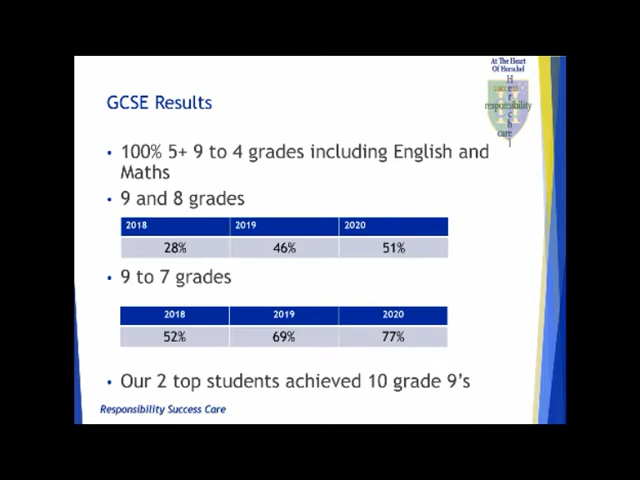 At The Heart
Of Herschel
success
responsibility
care
Herschel
GCSE Results
• 100% 5+ 9 to 4 grades including English and
Maths
• 9 and 8 grades
2018 2019 2020
28% 46% 51%
• 9 to 7 grades
2018 2019 2020
52% 69% 77%
• Our 2 top students achieved 10 grade 9's
Responsibility Success Care